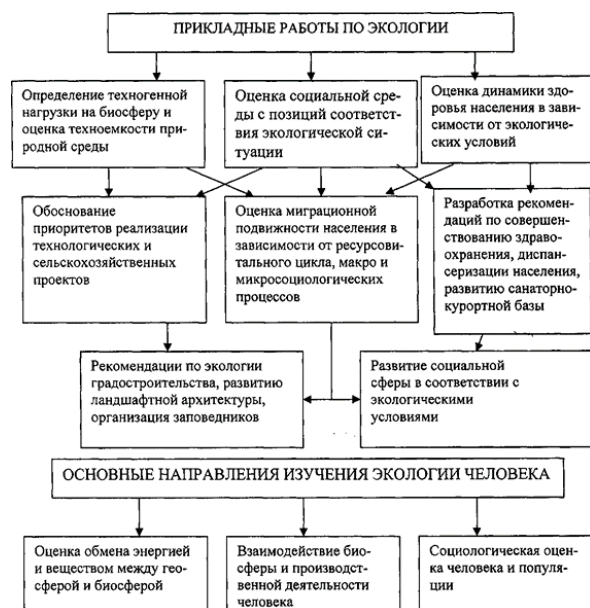 ПРИКЛАДНЫЕ РАБОТЫ ПО ЭКОЛОГИИ
Определение техногенной
нагрузки на биосферу и
оценка техноемкости при-
родной среды
Оценка социальной сре-
ды с позиций соответст-
вия экологической си-
туации
Оценка динамики здо-
ровья населения в зави-
симости от экологиче-
ских условий
Обоснование
приоритетов реализации
технологических и
сельскохозяйственных
проектов
Оценка миграционной
подвижности населения в
зависимости от ресурсови-
тального цикла, макро и
микросоциологических
процессов
Разработка рекомен-
даций по совершен-
ствованию здраво-
охранения, диспан-
серизации населения,
развитию санаторно-
курортной базы
Рекомендации по экологии
градостроительства, развитию
ландшафтной архитектуры,
организация заповедников
Развитие социальной
сферы в соответствии с
экологическими
условиями
ОСНОВНЫЕ НАПРАВЛЕНИЯ ИЗУЧЕНИЯ ЭКОЛОГИИ ЧЕЛОВЕКА
Оценка обмена энергией
и веществом между гео-
сферой и биосферой
Взаимодействие био-
сферы и производст-
венной деятельности
человека
Социологическая оцен-
ка человека и популя-
ции